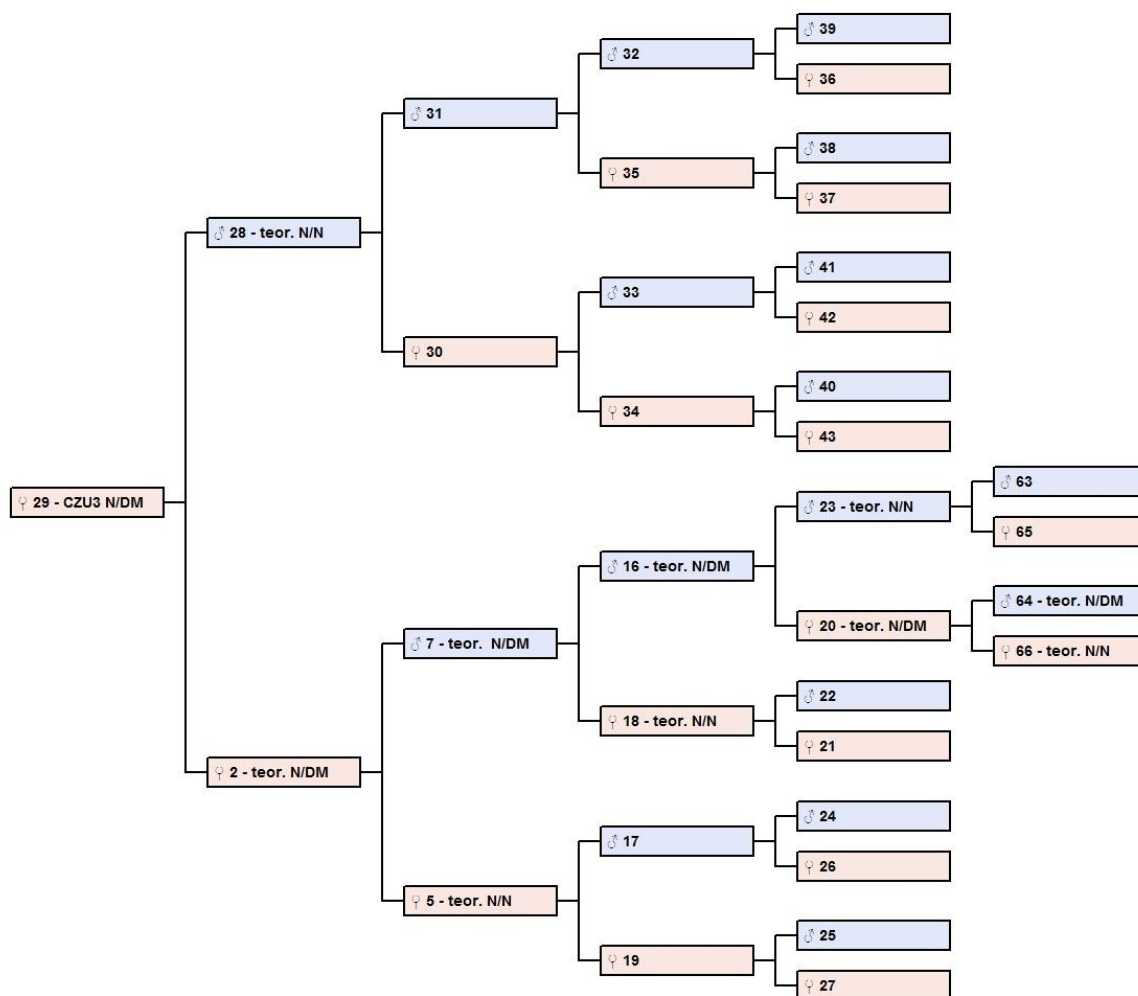 ♂ 39
♂ 32
♀ 36
♂ 31
♂ 38
♀ 35
♀ 37
♂ 28 - teor. N/N
♂ 41
♂ 33
♀ 42
♀ 30
♂ 40
♀ 34
♀ 43
♀ 29 - CZU3 N/DM
♂ 63
♂ 23 - teor. N/N
♀ 65
♂ 16 - teor. N/DM
♂ 64 - teor. N/DM
♀ 20 - teor. N/DM
♀ 66 - teor. N/N
♂ 7 - teor.  N/DM
♂ 22
♀ 18 - teor. N/N
♀ 21
♀ 2 - teor. N/DM
♂ 24
♂ 17
♀ 26
♀ 5 - teor. N/N
♂ 25
♀ 19
♀ 27